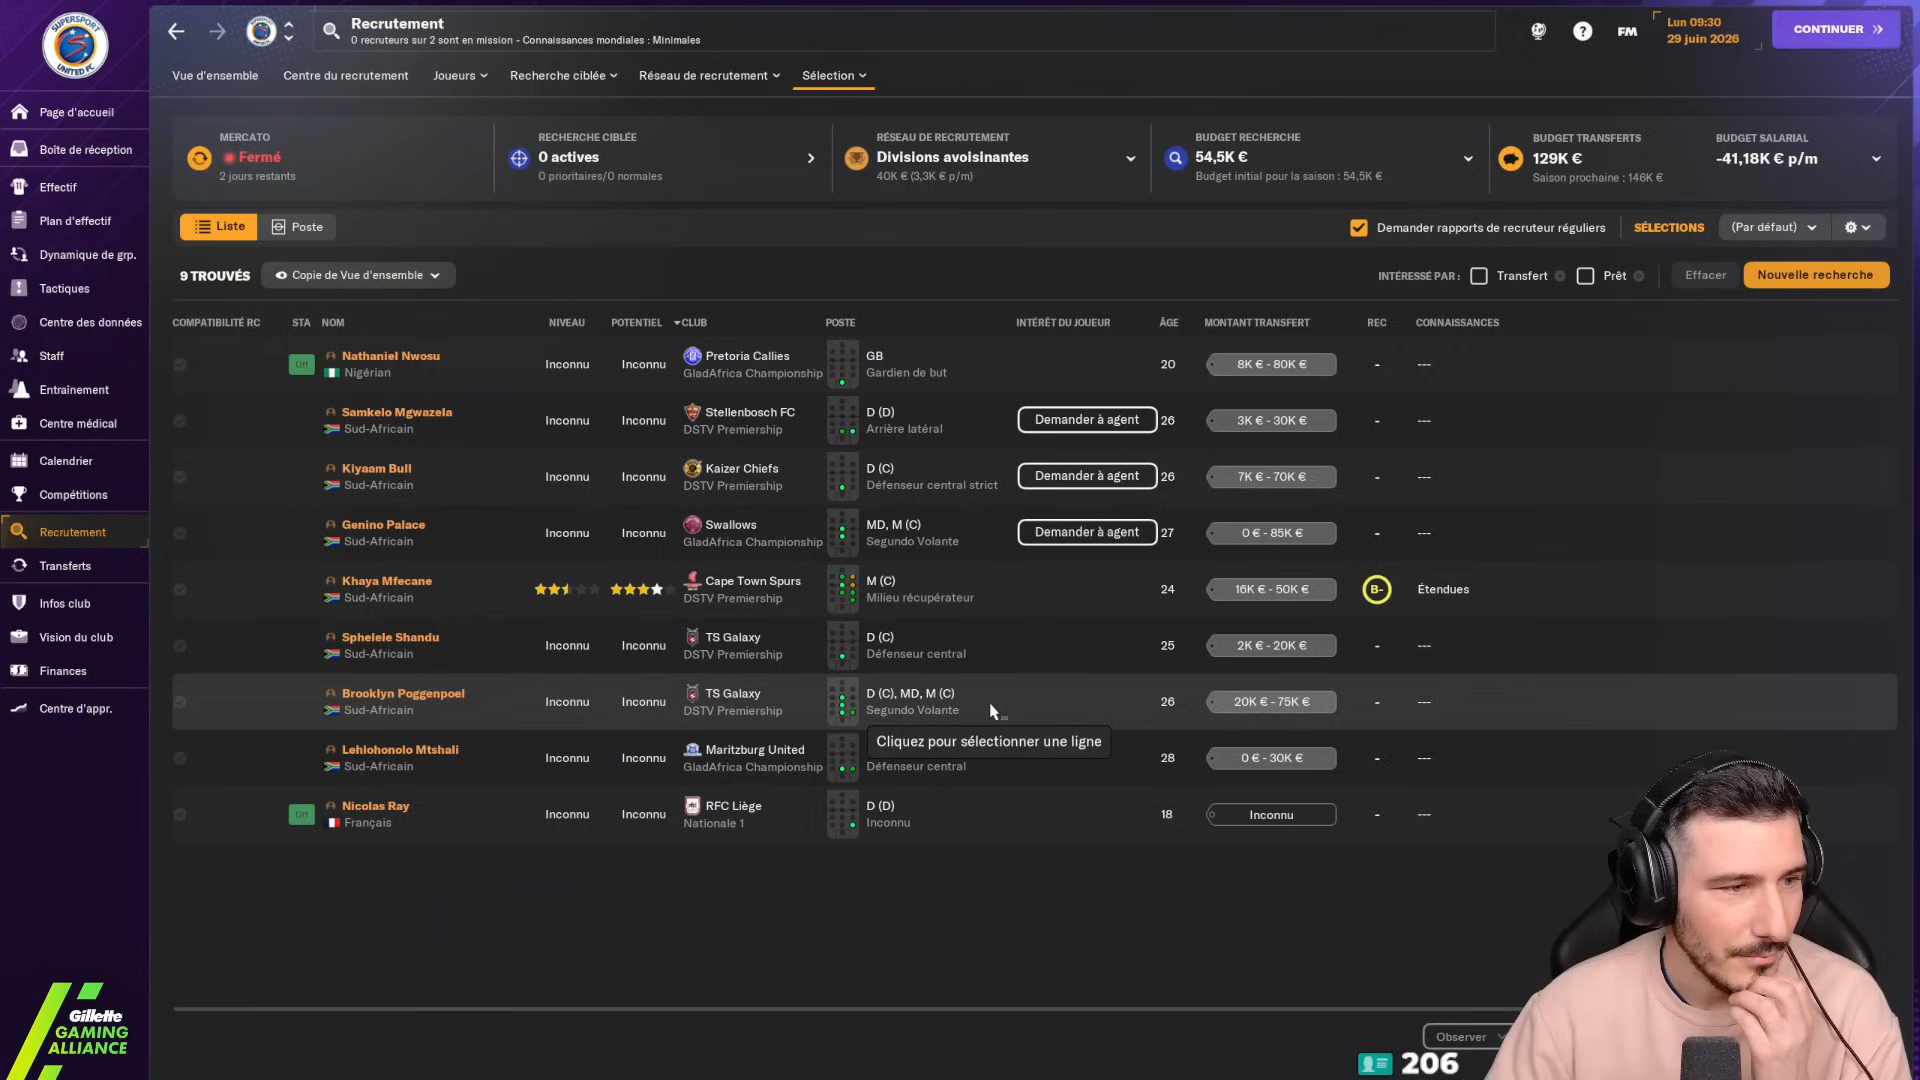 SUPERSPORT
UNITED FC
Recrutement
0 recruteurs sur 2 sont en mission - Connaissances mondiales : Minimales
FM
Lun 09:30
29 juin 2026
CONTINUER
Vue d'ensemble
Centre du recrutement
Joueurs
Recherche ciblée
Réseau de recrutement
Sélection
Page d'accueil
Boîte de réception
Effectif
Plan d'effectif
Dynamique de grp.
Tactiques
Centre des données
Staff
Entraînement
Centre médical
Calendrier
Compétitions
Recrutement
Transferts
Infos club
Vision du club
Finances
Centre d'appr.
MERCATO
Fermé
2 jours restants
RECHERCHE CIBLÉE
0 actives
0 prioritaires/0 normales
RÉSEAU DE RECRUTEMENT
Divisions avoisinantes
40K € (3,3K € p/m)
BUDGET RECHERCHE
54,5K €
Budget initial pour la saison : 54,5K €
BUDGET TRANSFERTS
129K €
Saison prochaine : 146K €
BUDGET SALARIAL
-41,18K € p/m
Liste
Poste
Demander rapports de recruteur réguliers
SÉLECTIONS
(Par défaut)
9 TROUVÉS
Copie de Vue d'ensemble
INTÉRESSÉ PAR :
Transfert
Prêt
Effacer
Nouvelle recherche
COMPATIBILITÉ RC STA NOM NIVEAU POTENTIEL CLUB POSTE INTÉRÊT DU JOUEUR ÂGE MONTANT TRANSFERT REC CONNAISSANCES
Nathaniel Nwosu Inconnu Inconnu Pretoria Callies GB 20 8K € - 80K € - ---
Nigérian GladAfrica Championship Gardien de but
Samkelo Mgwazela Inconnu Inconnu Stellenbosch FC D (D) Demander à agent 26 3K € - 30K € - ---
Sud-Africain DSTV Premiership Arrière latéral
Kiyaam Bull Inconnu Inconnu Kaizer Chiefs D (C) Demander à agent 26 7K € - 70K € - ---
Sud-Africain DSTV Premiership Défenseur central strict
Genino Palace Inconnu Inconnu Swallows MD, M (C) Demander à agent 27 0 € - 85K € - ---
Sud-Africain GladAfrica Championship Segundo Volante
Khaya Mfecane Cape Town Spurs M (C) 24 16K € - 50K € B- Étendues
Sud-Africain DSTV Premiership Milieu récupérateur
Sphelele Shandu Inconnu Inconnu TS Galaxy D (C) 25 2K € - 20K € - ---
Sud-Africain DSTV Premiership Défenseur central
Brooklyn Poggenpoel Inconnu Inconnu TS Galaxy D (C), MD, M (C) 26 20K € - 75K € - ---
Sud-Africain DSTV Premiership Segundo Volante
Cliquez pour sélectionner une ligne
Lehlohonolo Mtshali Inconnu Inconnu Maritzburg United 28 0 € - 30K € - ---
Sud-Africain GladAfrica Championship Défenseur central
Nicolas Ray Inconnu Inconnu RFC Liège D (D) 18 Inconnu - ---
Français Nationale 1 Inconnu
Observer
206
Gillette
GAMING
ALLIANCE